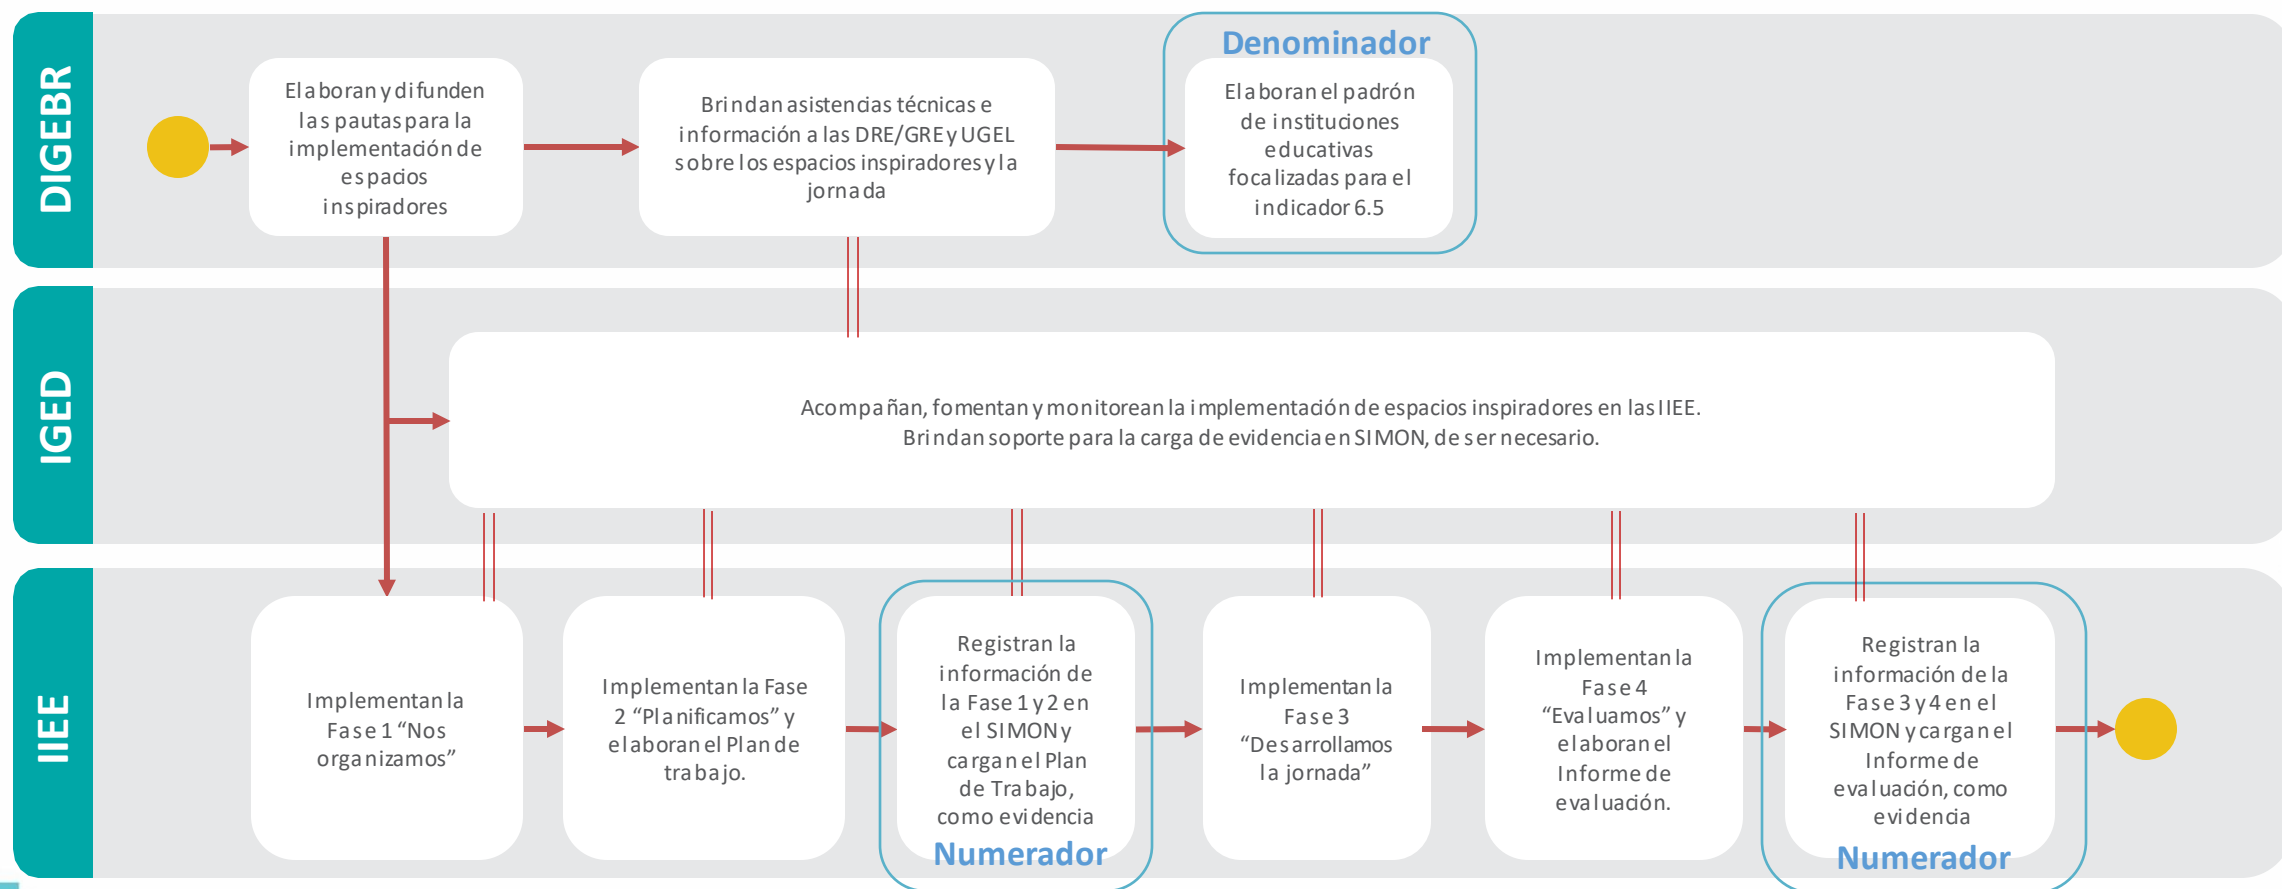 DIGEBR
Elaboran y difunden
las pautas para la
implementación de
espacios
inspiradores
Brindan asistencias técnicas e
información a las DRE/GRE y UGEL
sobre los espacios inspiradores y la
jornada
Denominador
Elaboran el padrón
de instituciones
educativas
focalizadas para el
indicador 6.5
IGED
Acompañan, fomentan y monitorean la implementación de espacios inspiradores en las IIEE.
Brindan soporte para la carga de evidencia en SIMON, de ser necesario.
IIEE
Implementan la
Fase 1 “Nos
organizamos”
Implementan la Fase
2 “Planificamos” y
elaboran el Plan de
trabajo.
Registran la
información de
la Fase 1 y 2 en
el SIMON y
cargan el Plan
de Trabajo,
como evidencia
Numerador
Implementan la
Fase 3
“Desarrollamos
la jornada”
Implementan la
Fase 4
“Evaluamos” y
elaboran el
Informe de
evaluación.
Registran la
información de la
Fase 3 y 4 en el
SIMON y cargan el
Informe de
evaluación, como
evidencia
Numerador